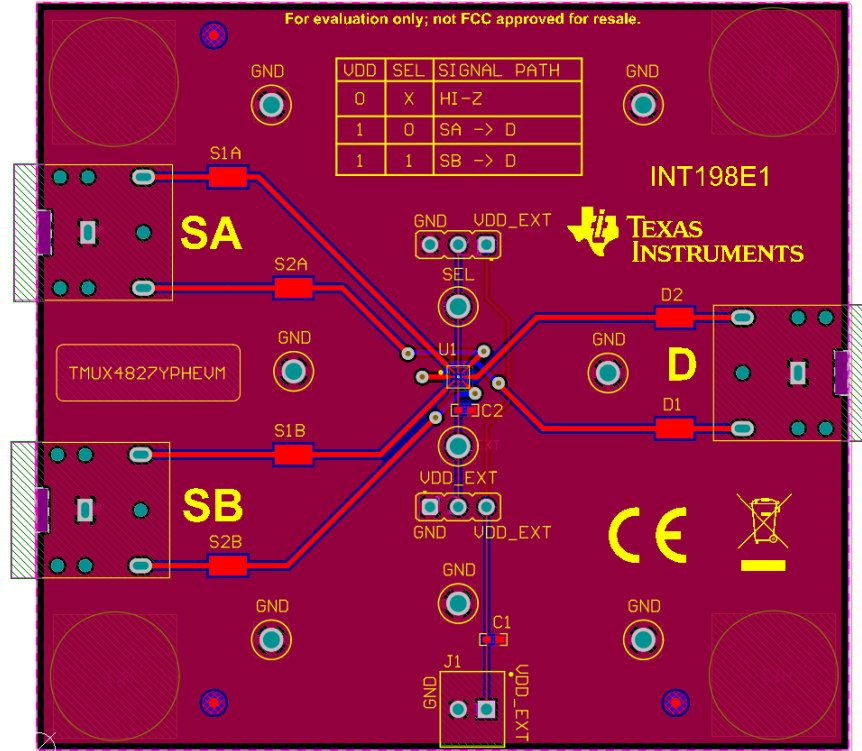 For evaluation only; not FCC approved for resale.
GND
VDD SEL SIGNAL PATH
0 X HI-Z
1 0 SA -> D
1 1 SB -> D
GND
S1A
INT198E1
SA
GND
VDD_EXT
TEXAS
INSTRUMENTS
S2A
SEL
D2
GND
U1
GND
D
TMUX4827YPHEVM
C2
D1
S1B
VDD_EXT
SB
GND
VDD_EXT
CE
S2B
GND
GND
C1
GND
J1
GND
VDD_EXT